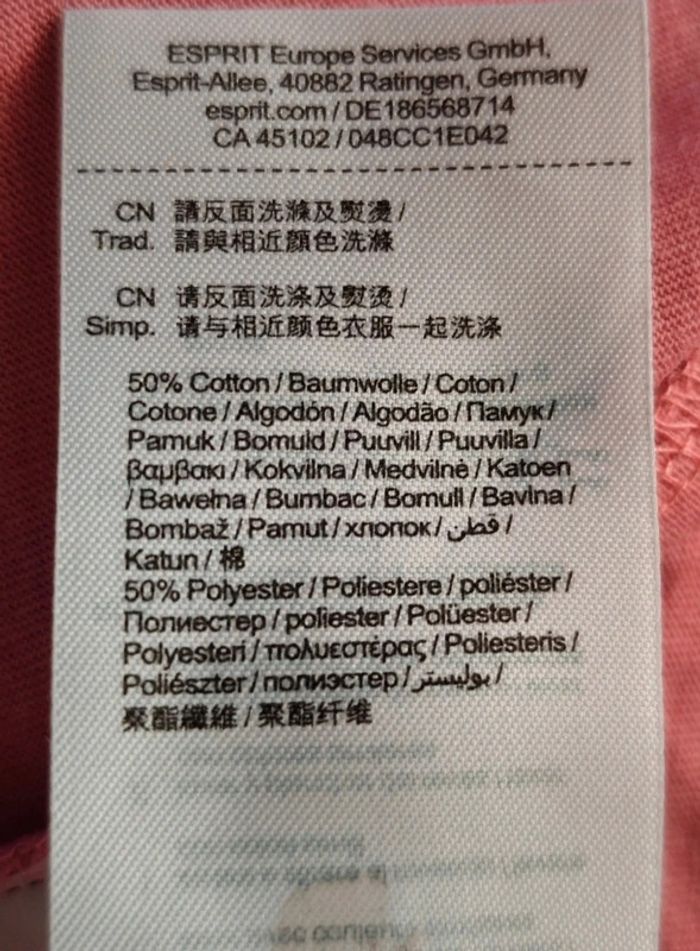 ESPRIT Europe Services GmbH,
Esprit-Allee, 40882 Ratingen, Germany
esprit.com / DE186568714
CA 45102 / 048CC1E042
CN 請反面洗滌及熨燙 /
Trad. 請與相近顏色洗滌
CN 请反面洗涤及熨烫 /
Simp. 请与相近颜色衣服一起洗涤
50% Cotton / Baumwolle / Coton /
Cotone / Algodón / Algodão / Памук /
Pamuk / Bomuld / Puuvill / Puuvilla /
βαμβακι / Kokvilna / Medvilnė / Katoen
/ Bawełna / Bumbac / Bomull / Bavlna /
Bombaž / Pamut / хлопок / قطن /
Katun / 棉
50% Polyester / Poliestere / poliéster /
Полиестер / poliester / Polüester /
Polyesteri / πολυεστέρας / Poliesteris /
Poliészter / полиэстер / بوليستر /
聚酯纖維 / 聚酯纤维